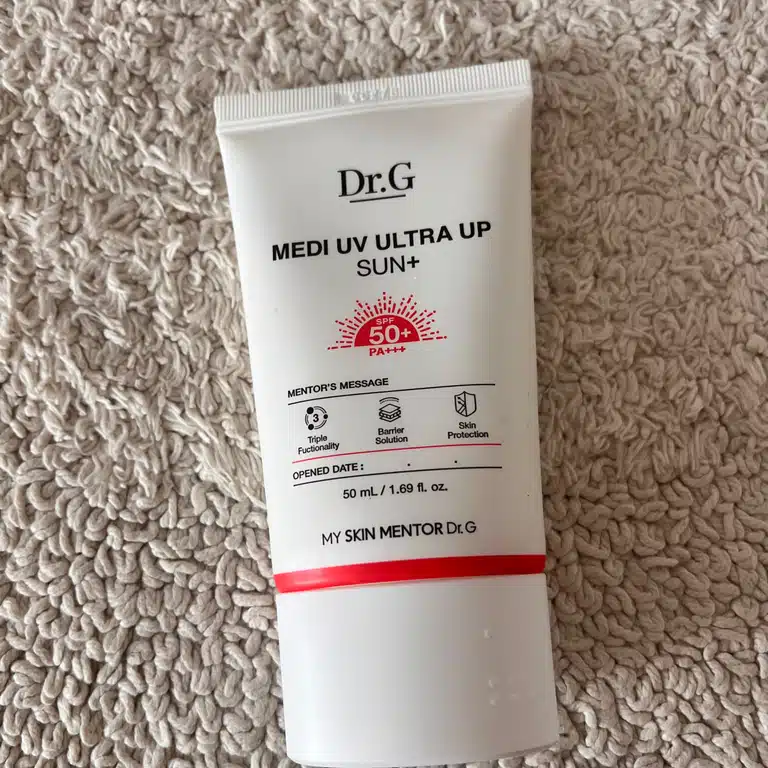 Dr.G
MEDI UV ULTRA UP
SUN+
SPF
50+
PA+++
MENTOR'S MESSAGE
3
Triple
Fuctionality
Barrier
Solution
Skin
Protection
OPENED DATE : . .
50 mL / 1.69 fl. oz.
MY SKIN MENTOR Dr.G